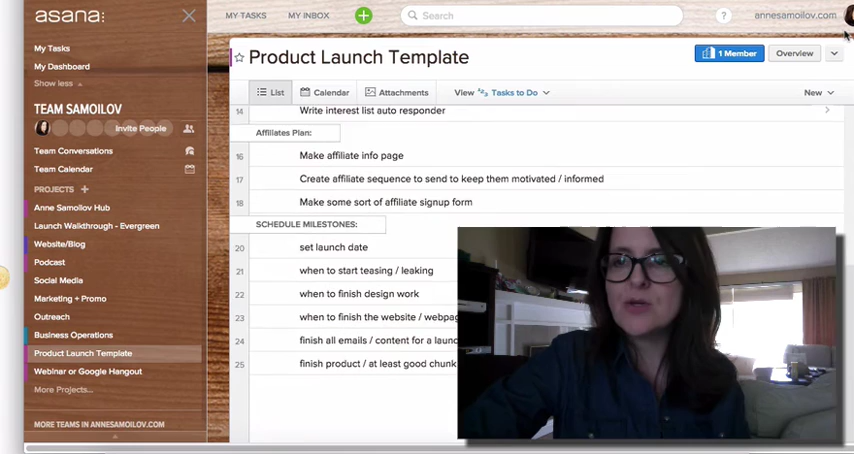 asana:
MY TASKS
MY INBOX
Search
?
annesamoilov.com
My Tasks
My Dashboard
Show less
TEAM SAMOILOV
Invite People
Team Conversations
Team Calendar
PROJECTS +
Anne Samoilov Hub
Launch Walkthrough - Evergreen
Website/Blog
Podcast
Social Media
Marketing + Promo
Outreach
Business Operations
Product Launch Template
Webinar or Google Hangout
More Projects...
MORE TEAMS IN ANNESAMOILOV.COM
Product Launch Template
1 Member
Overview
List
Calendar
Attachments
View
Tasks to Do
New
14 Write interest list auto responder
Affiliates Plan:
16 Make affiliate info page
17 Create affiliate sequence to send to keep them motivated / informed
18 Make some sort of affiliate signup form
SCHEDULE MILESTONES:
20 set launch date
21 when to start teasing / leaking
22 when to finish design work
23 when to finish the website / webpag
24 finish all emails / content for a laun
25 finish product / at least good chunk